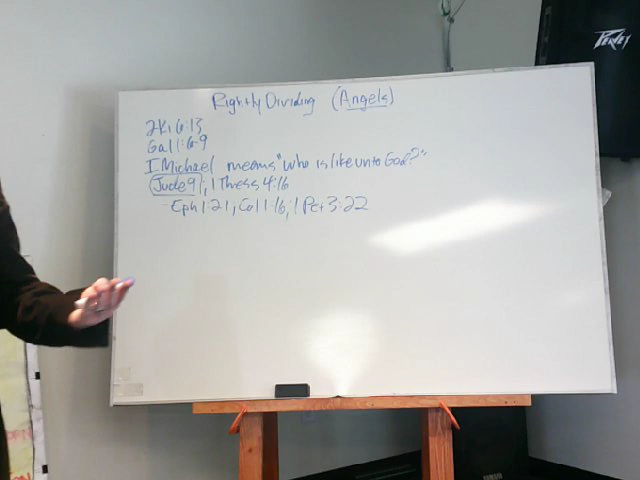 PEAVEY
Rightly Dividing (Angels)
2Ki 6:13
Gal 1:6-9
I Michael means "who is like unto God?"
(Jude 9), 1 Thess 4:16
Eph 1:21, Col 1:16, 1 Pet 3:22